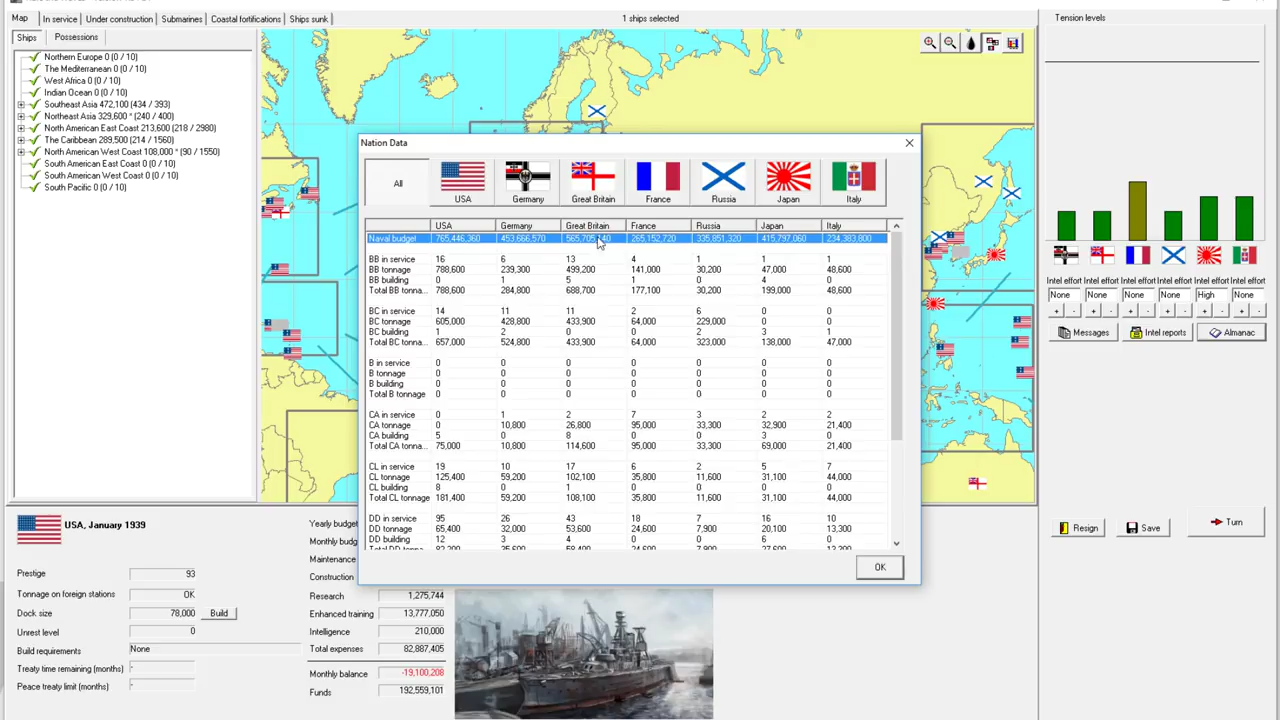 Map In service Under construction Submarines Coastal fortifications Ships sunk 1 ships selected Tension levels
Ships Possessions
Northern Europe 0 (0 / 10)
The Mediterranean 0 (0 / 10)
West Africa 0 (0 / 10)
Indian Ocean 0 (0 / 10)
Southeast Asia 472,100 (434 / 393)
Northeast Asia 329,600 * (240 / 400)
North American East Coast 213,600 (218 / 2980)
The Caribbean 289,500 (214 / 1560)
North American West Coast 108,000 * (90 / 1550)
South American East Coast 0 (0 / 10)
South American West Coast 0 (0 / 10)
South Pacific 0 (0 / 10)
Nation Data
All USA Germany Great Britain France Russia Japan Italy
USA Germany Great Britain France Russia Japan Italy
Naval budget 765,446,360 453,666,570 265,152,720 335,851,320 415,797,060 234,383,800
BB in service 16 6 13 4 1 1 1
BB tonnage 788,600 239,300 499,200 141,000 30,200 47,000 48,600
BB building 0 1 5 1 0 4 0
Total BB tonna... 788,600 284,800 688,700 177,100 30,200 199,000 48,600
BC in service 14 11 11 2 6 0 0
BC tonnage 605,000 428,800 433,900 64,000 229,000 0 0
BC building 1 2 0 0 2 3 1
Total BC tonna... 657,000 524,800 433,900 64,000 323,000 138,000 47,000
B in service 0 0 0 0 0 0 0
B tonnage 0 0 0 0 0 0 0
B building 0 0 0 0 0 0 0
Total B tonnage 0 0 0 0 0 0 0
CA in service 0 1 2 7 3 2 2
CA tonnage 0 10,800 26,800 95,000 33,300 32,900 21,400
CA building 5 0 8 0 0 3 0
Total CA tonna... 75,000 10,800 114,600 95,000 33,300 69,000 21,400
CL in service 19 10 17 6 2 5 7
CL tonnage 125,400 59,200 102,100 35,800 11,600 31,100 44,000
CL building 8 0 1 0 0 0 0
Total CL tonnage 181,400 59,200 108,100 35,800 11,600 31,100 44,000
DD in service 95 26 43 18 7 16 10
DD tonnage 65,400 32,000 53,600 24,600 7,900 20,100 13,300
DD building 12 3 4 0 0 6 0
OK
Intel effort Intel effort Intel effort Intel effort Intel effort Intel effort
None None None None High None
+ - + - + - + - + - + -
Messages Intel reports Almanac
Resign Save Turn
USA, January 1939
Prestige 93
Tonnage on foreign stations OK
Dock size 78,000 Build
Unrest level 0
Build requirements None
Treaty time remaining (months) -
Peace treaty limit (months) -
Yearly budget
Monthly budg
Maintenance
Construction
Research 1,275,744
Enhanced training 13,777,050
Intelligence 210,000
Total expenses 82,887,405
Monthly balance -19,100,208
Funds 192,559,101